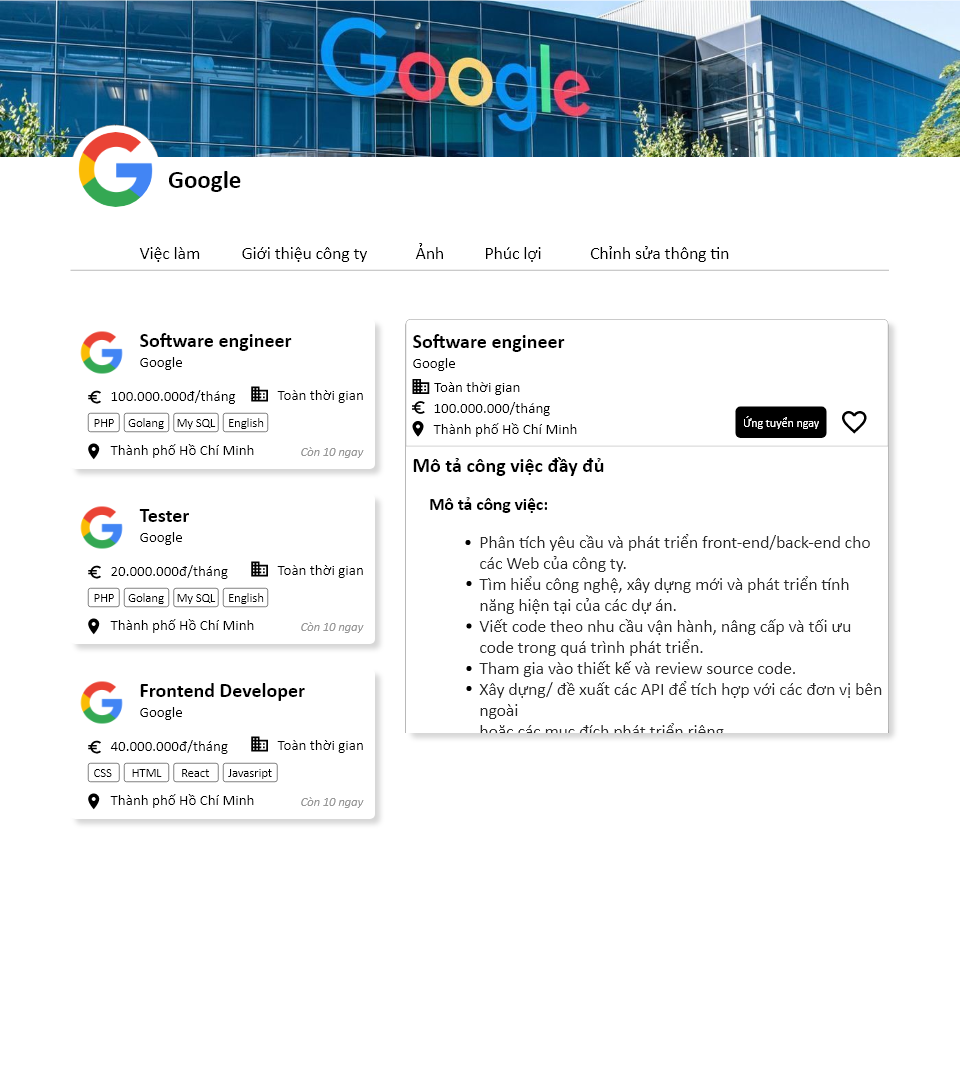 Google
Google
Việc làm Giới thiệu công ty Ảnh Phúc lợi Chỉnh sửa thông tin
Software engineer
Google
100.000.000đ/tháng Toàn thời gian
PHP Golang My SQL English
Thành phố Hồ Chí Minh Còn 10 ngay
Tester
Google
20.000.000đ/tháng Toàn thời gian
PHP Golang My SQL English
Thành phố Hồ Chí Minh Còn 10 ngay
Frontend Developer
Google
40.000.000đ/tháng Toàn thời gian
CSS HTML React Javasript
Thành phố Hồ Chí Minh Còn 10 ngay
Software engineer
Google
Toàn thời gian
100.000.000/tháng
Thành phố Hồ Chí Minh
Ứng tuyển ngay
Mô tả công việc đầy đủ
Mô tả công việc:
• Phân tích yêu cầu và phát triển front-end/back-end cho
các Web của công ty.
• Tìm hiểu công nghệ, xây dựng mới và phát triển tính
năng hiện tại của các dự án.
• Viết code theo nhu cầu vận hành, nâng cấp và tối ưu
code trong quá trình phát triển.
• Tham gia vào thiết kế và review source code.
• Xây dựng/ đề xuất các API để tích hợp với các đơn vị bên
ngoài
hoặc các mục đích phát triển riêng